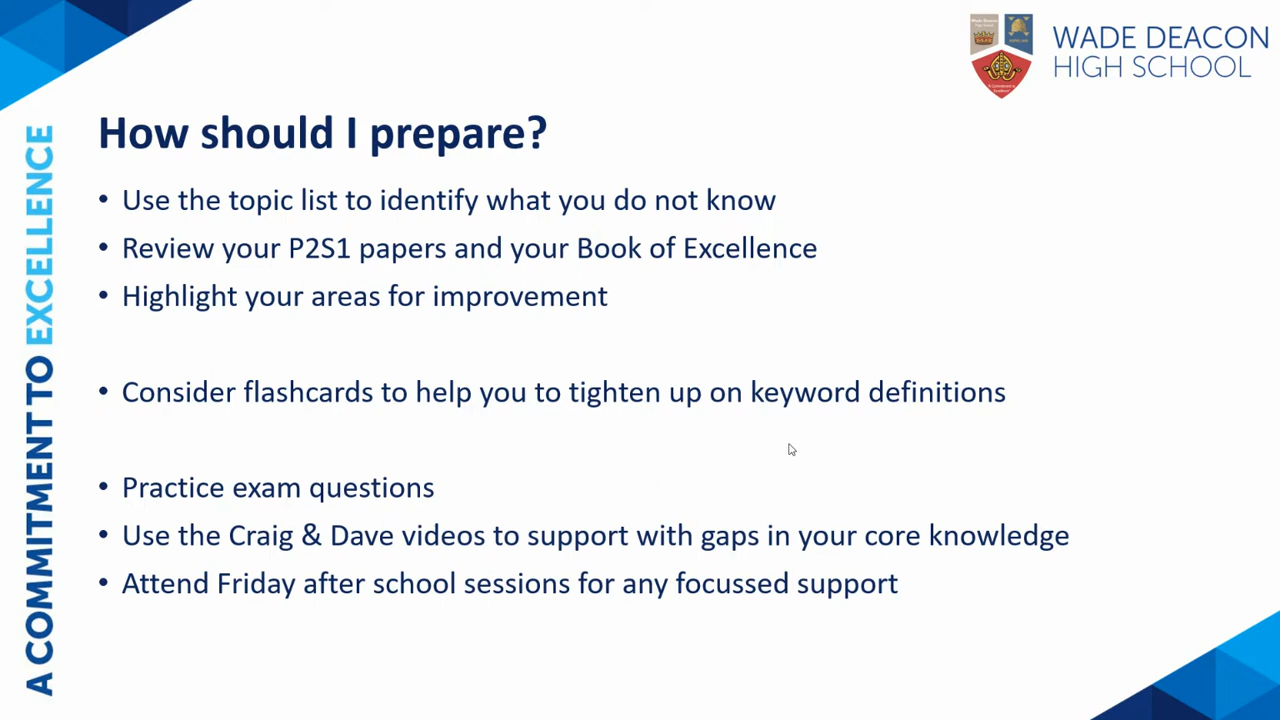 WADE DEACON
HIGH SCHOOL
A COMMITMENT TO EXCELLENCE
How should I prepare?
• Use the topic list to identify what you do not know
• Review your P2S1 papers and your Book of Excellence
• Highlight your areas for improvement
• Consider flashcards to help you to tighten up on keyword definitions
• Practice exam questions
• Use the Craig & Dave videos to support with gaps in your core knowledge
• Attend Friday after school sessions for any focussed support